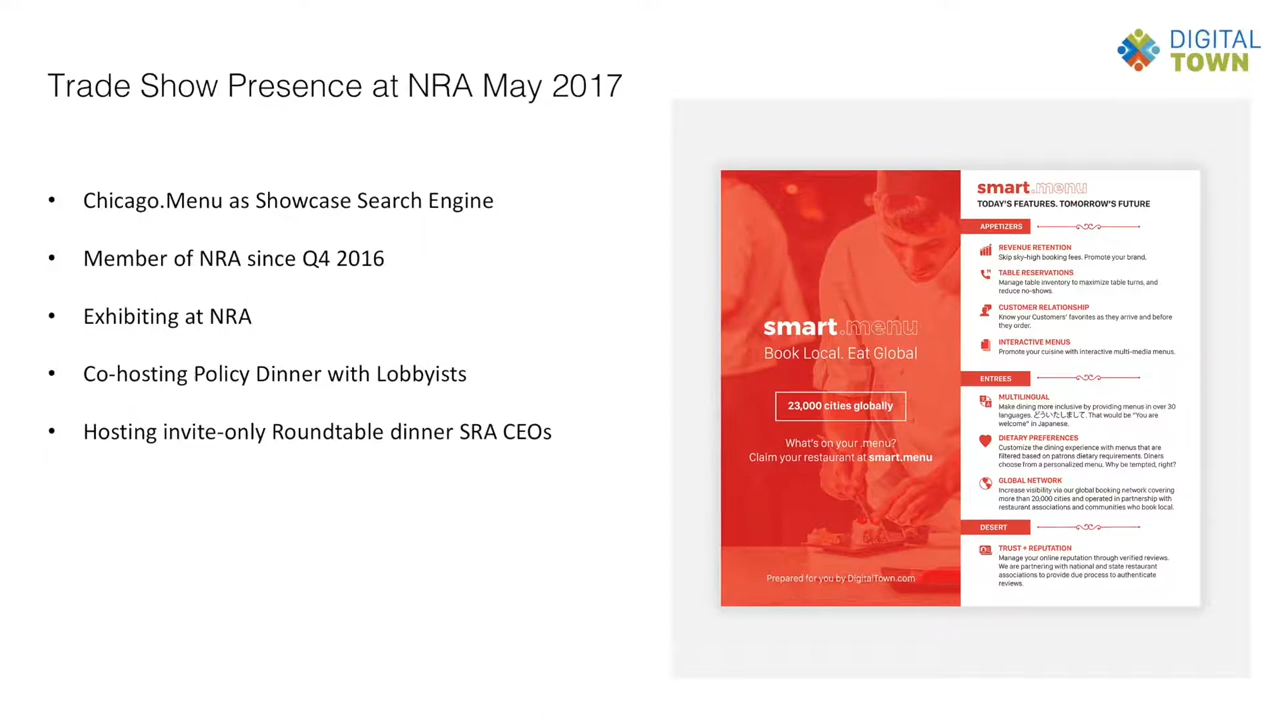 DIGITAL
TOWN
Trade Show Presence at NRA May 2017
• Chicago.Menu as Showcase Search Engine
• Member of NRA since Q4 2016
• Exhibiting at NRA
• Co-hosting Policy Dinner with Lobbyists
• Hosting invite-only Roundtable dinner SRA CEOs
smart.menu
Book Local. Eat Global
23,000 cities globally
What's on your .menu?
Claim your restaurant at smart.menu
Prepared for you by DigitalTown.com
smart.menu
TODAY'S FEATURES. TOMORROW'S FUTURE
APPETIZERS
REVENUE RETENTION
Skip sky-high booking fees. Promote your brand.
TABLE RESERVATIONS
Manage table inventory to maximize table turns, and
reduce no-shows.
CUSTOMER RELATIONSHIP
Know your Customers' favorites as they arrive and before
they order.
INTERACTIVE MENUS
Promote your cuisine with interactive multi-media menus.
ENTREES
MULTILINGUAL
Make dining more inclusive by providing menus in over 30
languages. どういたしまして. That would be "You are
welcome" in Japanese.
DIETARY PREFERENCES
Customize the dining experience with menus that are
filtered based on patrons dietary requirements. Diners
choose from a personalized menu. Why be tempted, right?
GLOBAL NETWORK
Increase visibility via our global booking network covering
more than 20,000 cities and operated in partnership with
restaurant associations and communities who book local.
DESERT
TRUST + REPUTATION
Manage your online reputation through verified reviews.
We are partnering with national and state restaurant
associations to provide due process to authenticate
reviews.